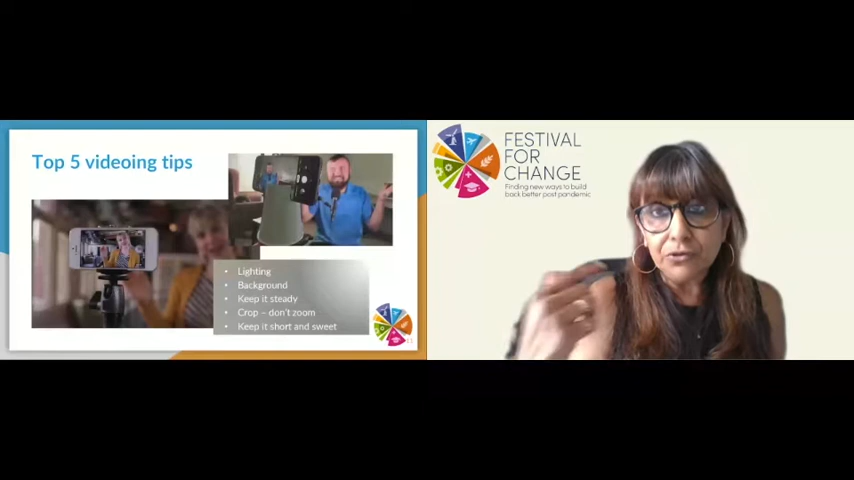 Top 5 videoing tips
• Lighting
• Background
• Keep it steady
• Crop – don't zoom
• Keep it short and sweet
FESTIVAL
FOR
CHANGE
Finding new ways to build
back better post pandemic